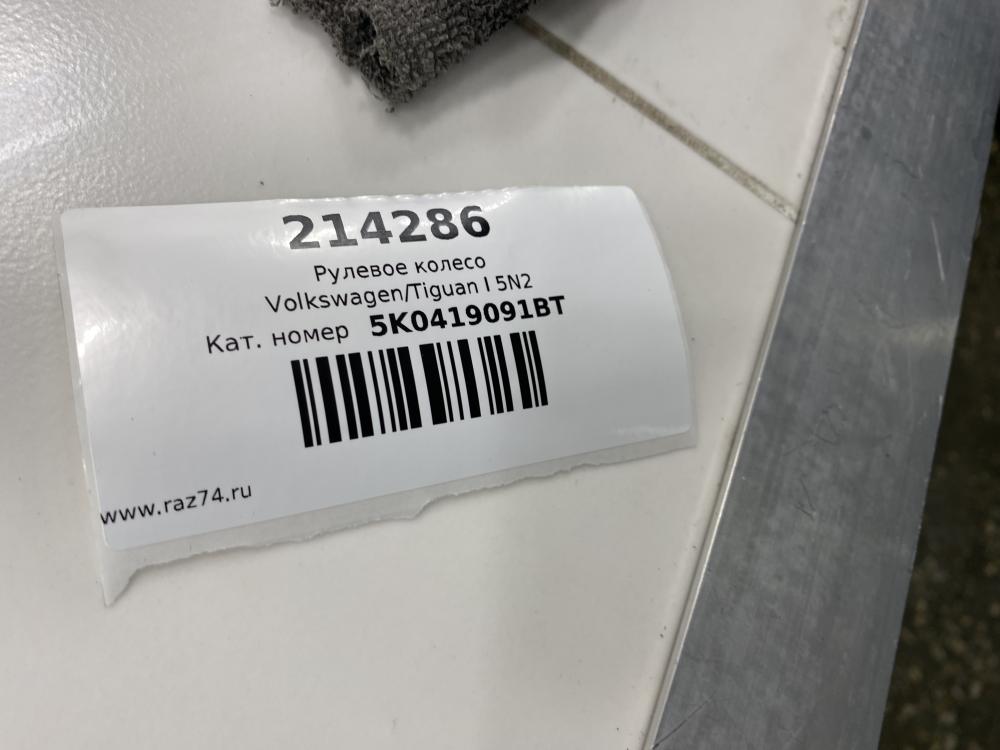 214286
Рулевое колесо
Volkswagen/Tiguan I 5N2
Кат. номер 5K0419091BT
www.raz74.ru